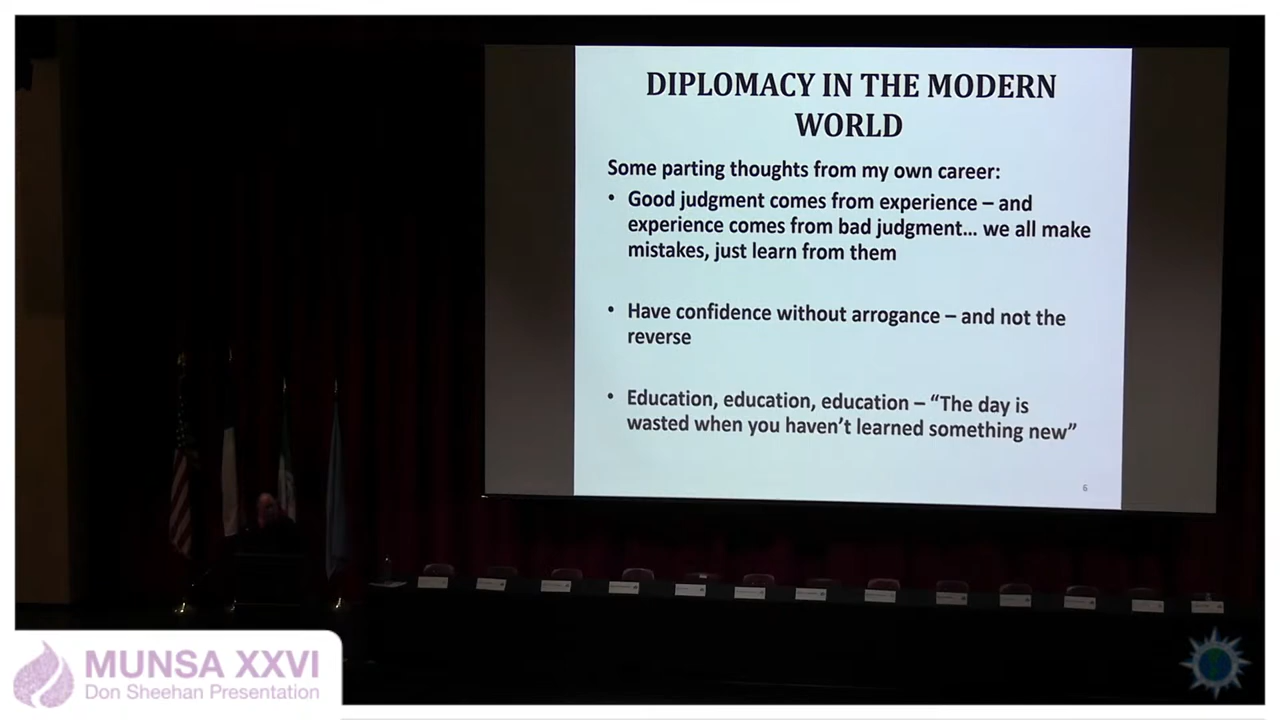 DIPLOMACY IN THE MODERN
WORLD
Some parting thoughts from my own career:
• Good judgment comes from experience – and
experience comes from bad judgment... we all make
mistakes, just learn from them
• Have confidence without arrogance – and not the
reverse
• Education, education, education – “The day is
wasted when you haven’t learned something new”
6
MUNSA XXVI
Don Sheehan Presentation